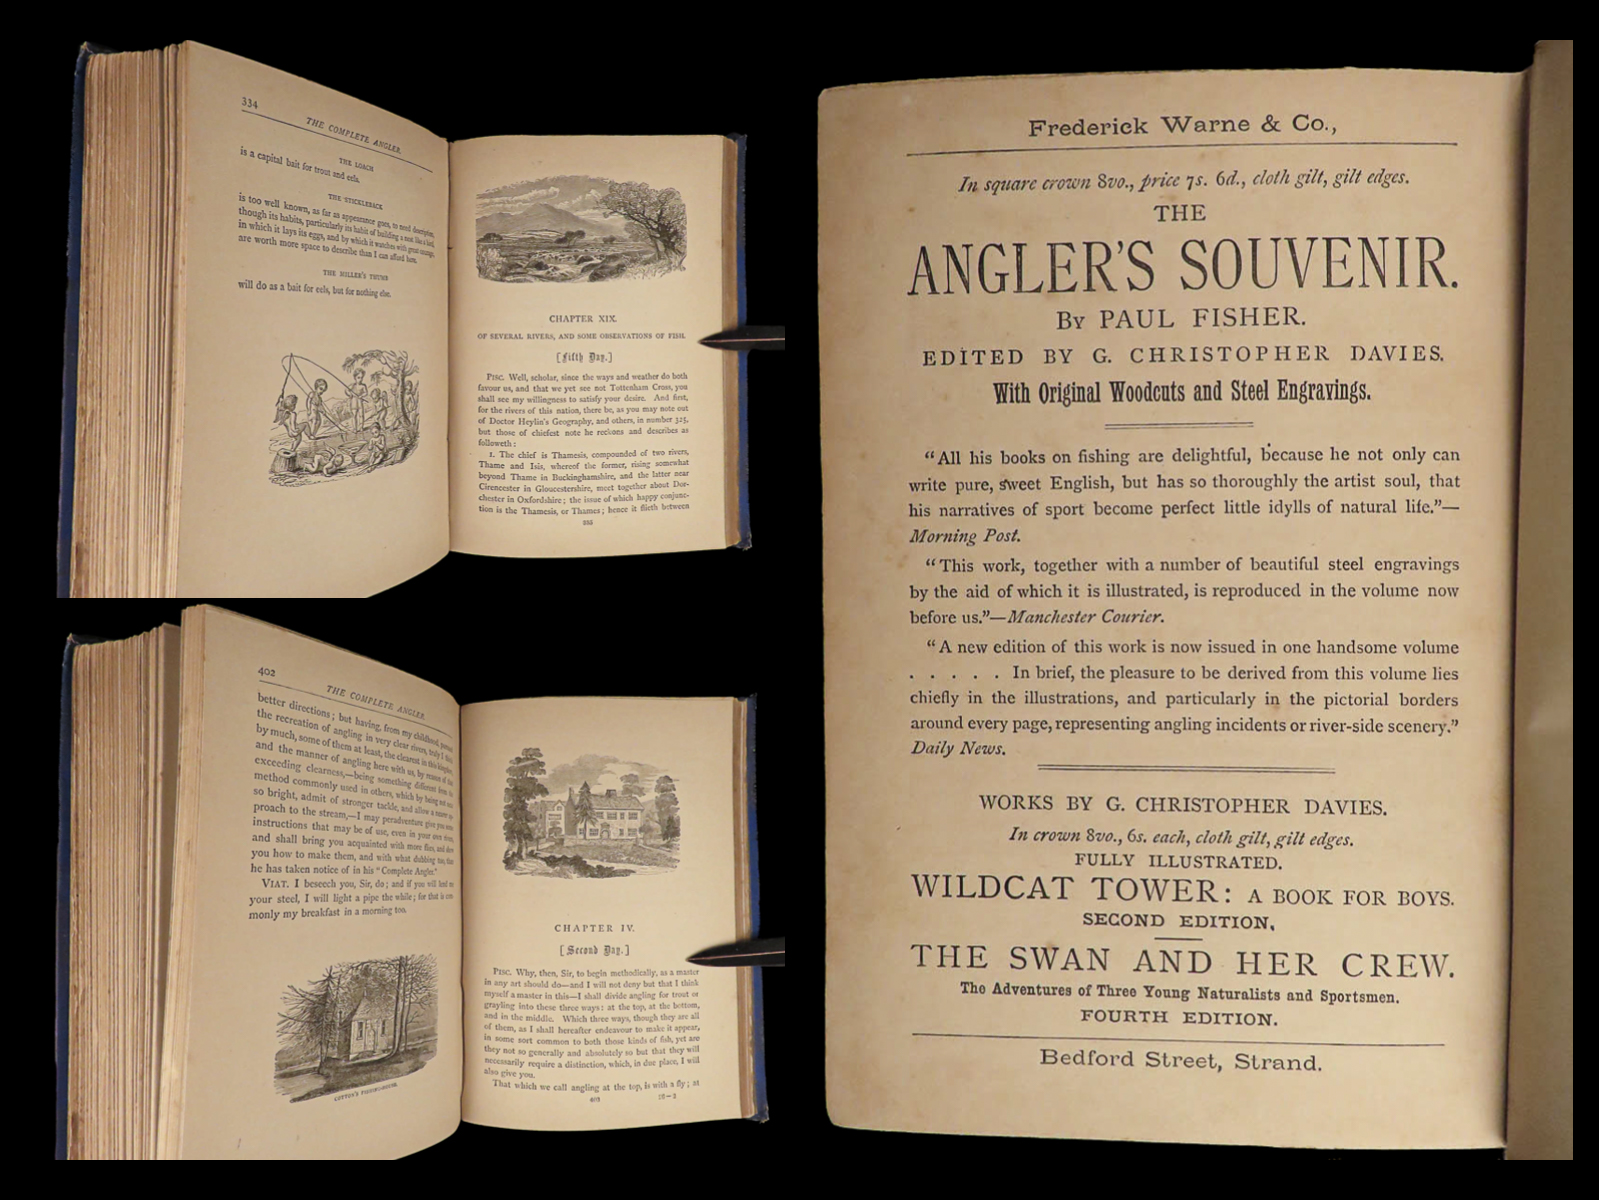 334
THE COMPLETE ANGLER.
THE LOACH
is a capital bait for trout and eels.
THE STICKLEBACK
is too well known, as far as appearance goes, to need description,
though its habits, particularly its habit of building a nest like a bird,
in which it lays its eggs, and by which it watches with great courage,
are worth more space to describe than I can afford here.
THE MILLER'S THUMB
will do as a bait for eels, but for nothing else.
CHAPTER XIX.
OF SEVERAL RIVERS, AND SOME OBSERVATIONS OF FISH.
[Fifth Day.]
PISC. Well, scholar, since the ways and weather do both
favour us, and that we yet see not Tottenham Cross, you
shall see my willingness to satisfy your desire. And first,
for the rivers of this nation, there be, as you may note out
of Doctor Heylin's Geography, and others, in number 325,
but those of chiefest note he reckons and describes as
followeth:
1. The chief is Thamesis, compounded of two rivers,
Thame and Isis, whereof the former, rising somewhat
beyond Thame in Buckinghamshire, and the latter near
Cirencester in Gloucestershire, meet together about Dor-
chester in Oxfordshire; the issue of which happy conjunc-
tion is the Thamesis, or Thames; hence it flieth between
335
402
THE COMPLETE ANGLER.
better directions; but having, from my childhood,
the recreation of angling in very clear rivers, truly I
by much, some of them at least, the clearest in this kingdom,
and the manner of angling here with us, by reason of that
exceeding clearness,—being something different from the
method commonly used in others, which by being not
so bright, admit of stronger tackle, and allow a nearer ap-
proach to the stream,—I may peradventure give you some
instructions that may be of use, even in your own rivers,
and shall bring you acquainted with more flies, and show
you how to make them, and with what dubbing too, than
he has taken notice of in his "Complete Angler."
VIAT. I beseech you, Sir, do; and if you will lend me
your steel, I will light a pipe the while; for that is com-
monly my breakfast in a morning too.
COTTON'S FISHING-HOUSE.
CHAPTER IV.
[Second Day.]
PISC. Why, then, Sir, to begin methodically, as a master
in any art should do—and I will not deny but that I think
myself a master in this—I shall divide angling for trout or
grayling into these three ways: at the top, at the bottom,
and in the middle. Which three ways, though they are all
of them, as I shall hereafter endeavour to make it appear,
in some sort common to both those kinds of fish, yet are
they not so generally and absolutely so but that they will
necessarily require a distinction, which, in due place, I will
also give you.
That which we call angling at the top, is with a fly; at
403
26—2
Frederick Warne & Co.,
In square crown 8vo., price 7s. 6d., cloth gilt, gilt edges.
THE
ANGLER'S SOUVENIR.
BY PAUL FISHER.
EDITED BY G. CHRISTOPHER DAVIES.
With Original Woodcuts and Steel Engravings.
"All his books on fishing are delightful, because he not only can
write pure, sweet English, but has so thoroughly the artist soul, that
his narratives of sport become perfect little idylls of natural life."—
Morning Post.
"This work, together with a number of beautiful steel engravings
by the aid of which it is illustrated, is reproduced in the volume now
before us."—Manchester Courier.
"A new edition of this work is now issued in one handsome volume
. . . . . In brief, the pleasure to be derived from this volume lies
chiefly in the illustrations, and particularly in the pictorial borders
around every page, representing angling incidents or river-side scenery."
Daily News.
WORKS BY G. CHRISTOPHER DAVIES.
In crown 8vo., 6s. each, cloth gilt, gilt edges.
FULLY ILLUSTRATED.
WILDCAT TOWER: A BOOK FOR BOYS.
SECOND EDITION,
THE SWAN AND HER CREW.
The Adventures of Three Young Naturalists and Sportsmen.
FOURTH EDITION.
Bedford Street, Strand.